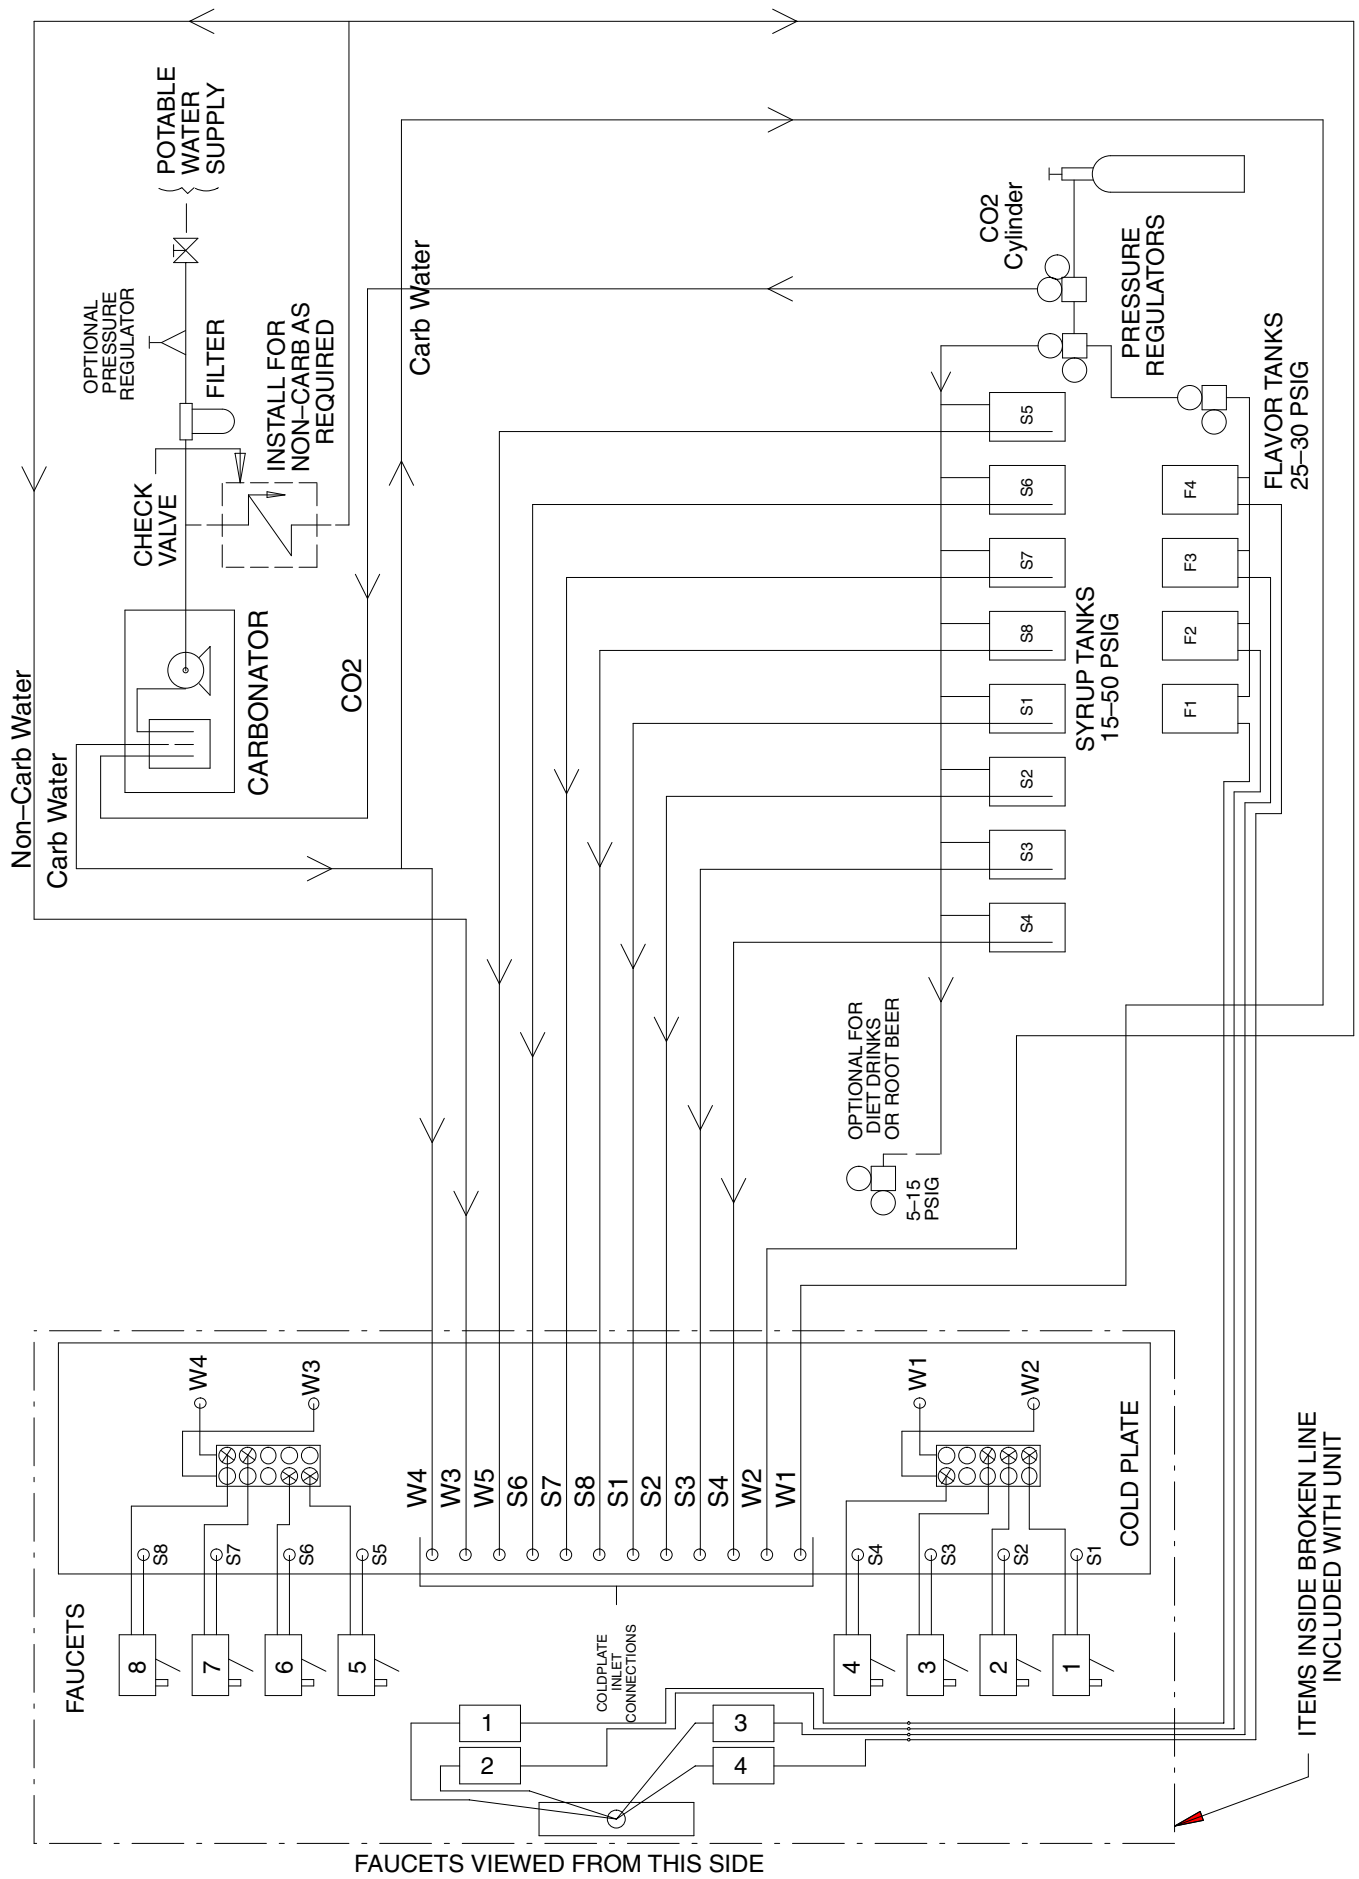 Non–Carb Water
Carb Water
POTABLE
WATER
SUPPLY
OPTIONAL
PRESSURE
REGULATOR
FILTER
INSTALL FOR
NON–CARB AS
REQUIRED
CHECK
VALVE
CARBONATOR
CO2
Carb Water
CO2
Cylinder
PRESSURE
REGULATORS
FLAVOR TANKS
25–30 PSIG
S5
S6
S7
S8
S1
S2
S3
S4
SYRUP TANKS
15–50 PSIG
F4
F3
F2
F1
OPTIONAL FOR
DIET DRINKS
OR ROOT BEER
5–15
PSIG
W4
W3
W4
W3
W5
S6
S7
S8
S1
S2
S3
S4
W2
W1
W1
W2
COLD PLATE
S8
S7
S6
S5
S4
S3
S2
S1
FAUCETS
8
7
6
5
4
3
2
1
COLDPLATE
INLET
CONNECTIONS
1
2
3
4
ITEMS INSIDE BROKEN LINE
INCLUDED WITH UNIT
FAUCETS VIEWED FROM THIS SIDE